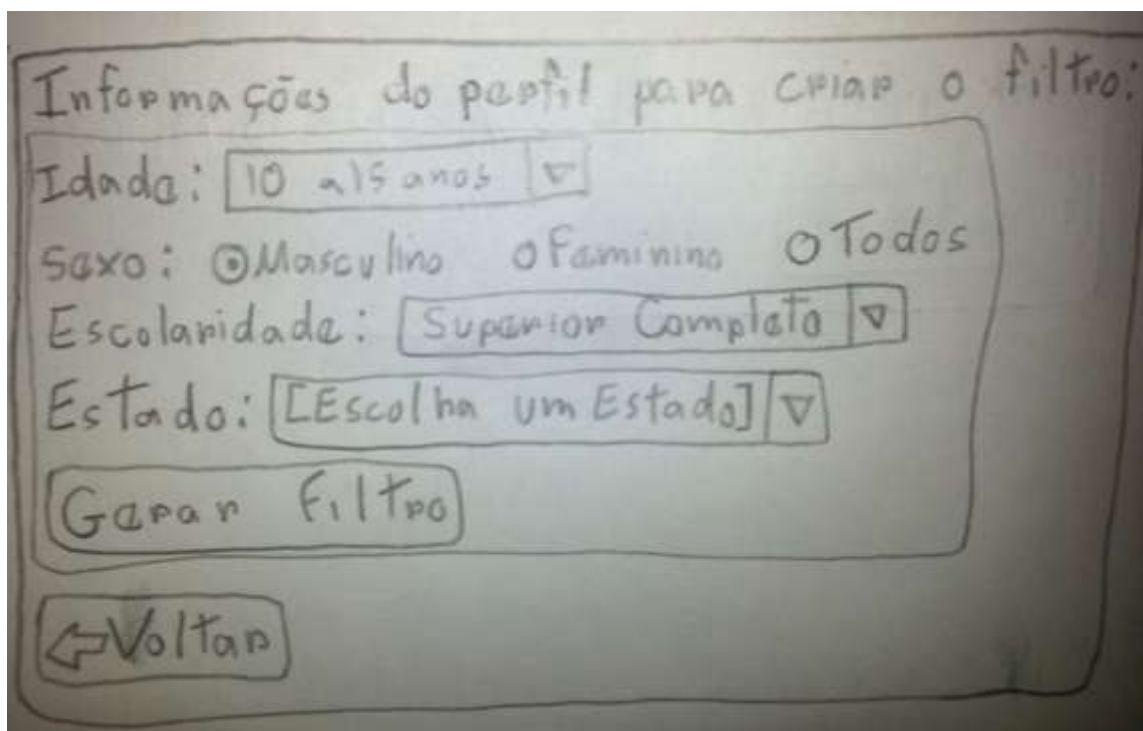 Informações do perfil para criar o filtro:
Idade: 10 a 15 anos
Sexo: Masculino Feminino Todos
Escolaridade: Superior Completo
Estado: [Escolha um Estado]
Gerar Filtro
Voltar